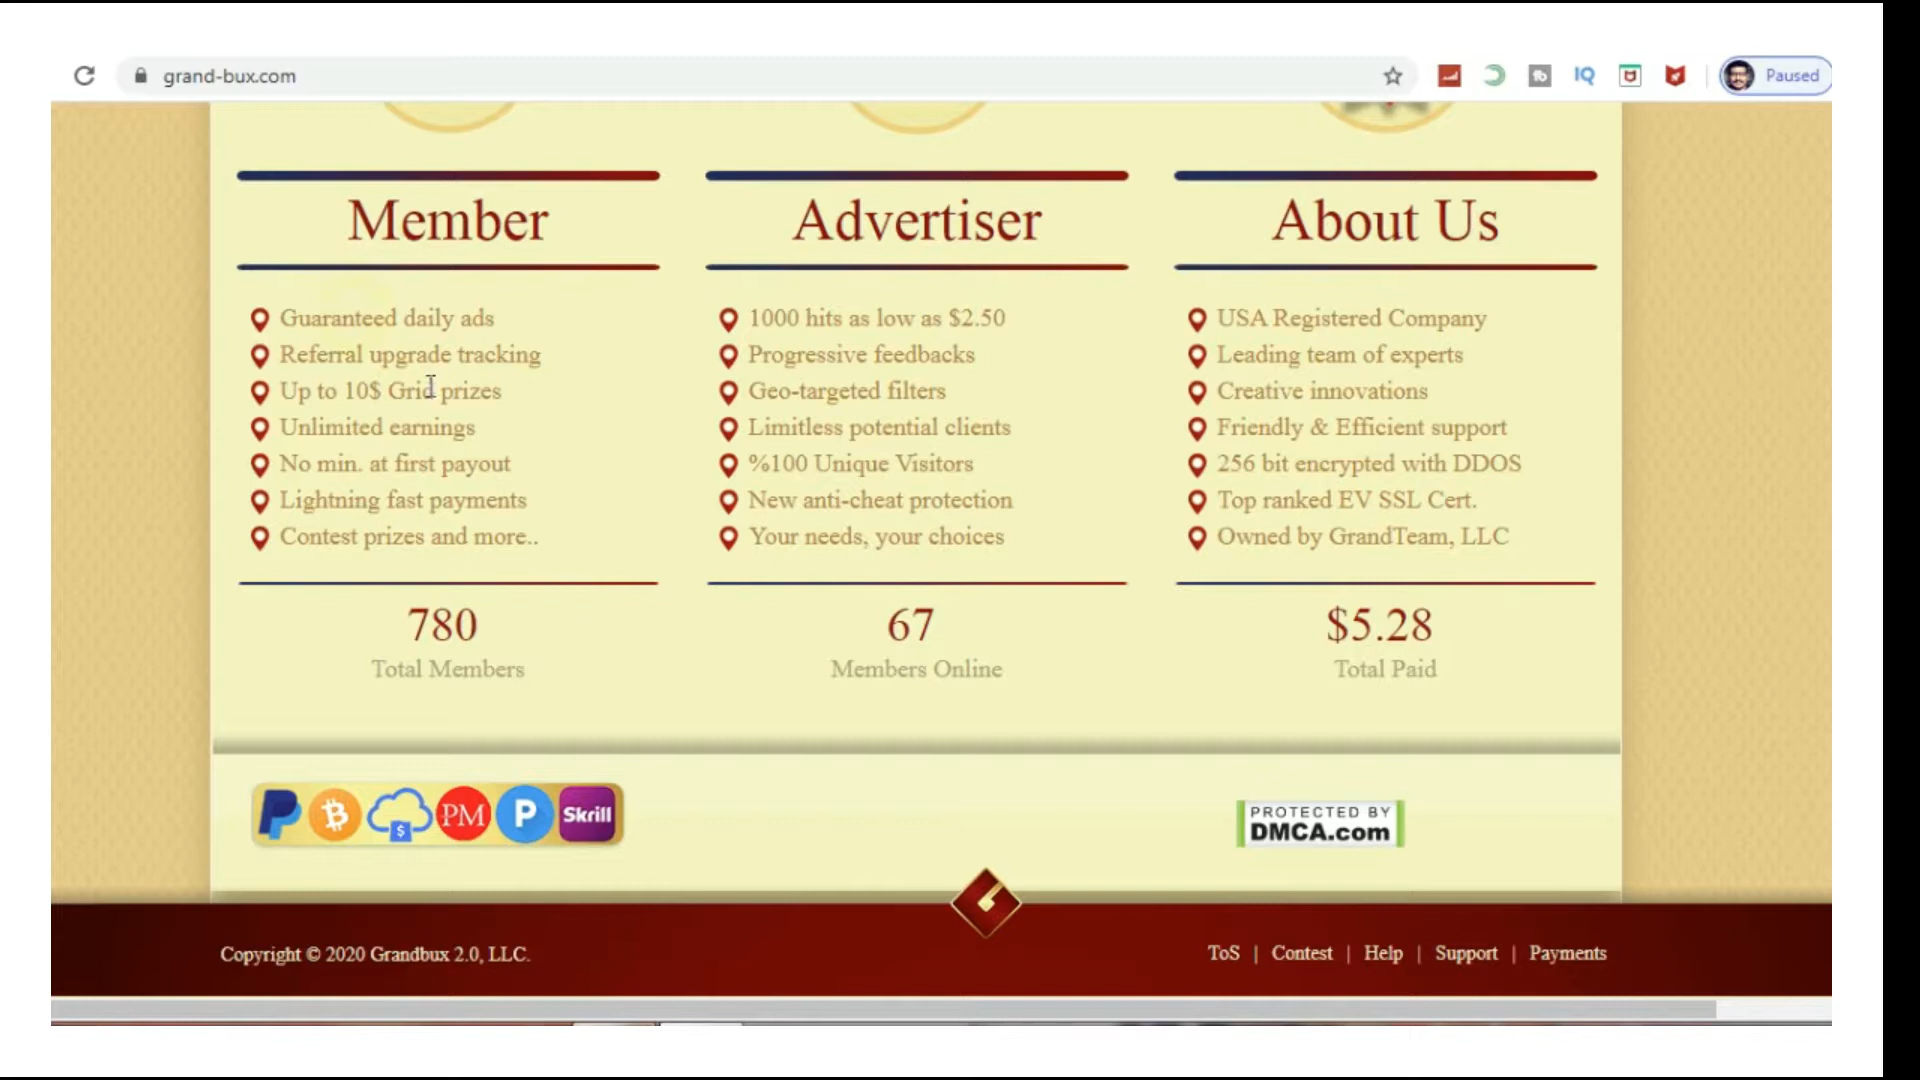 grand-bux.com
IQ
Paused
Member
Advertiser
About Us
Guaranteed daily ads
Referral upgrade tracking
Up to 10$ Grid prizes
Unlimited earnings
No min. at first payout
Lightning fast payments
Contest prizes and more..
1000 hits as low as $2.50
Progressive feedbacks
Geo-targeted filters
Limitless potential clients
%100 Unique Visitors
New anti-cheat protection
Your needs, your choices
USA Registered Company
Leading team of experts
Creative innovations
Friendly & Efficient support
256 bit encrypted with DDOS
Top ranked EV SSL Cert.
Owned by GrandTeam, LLC
780
Total Members
67
Members Online
$5.28
Total Paid
PM
P
Skrill
PROTECTED BY
DMCA.com
Copyright © 2020 Grandbux 2.0, LLC.
ToS | Contest | Help | Support | Payments